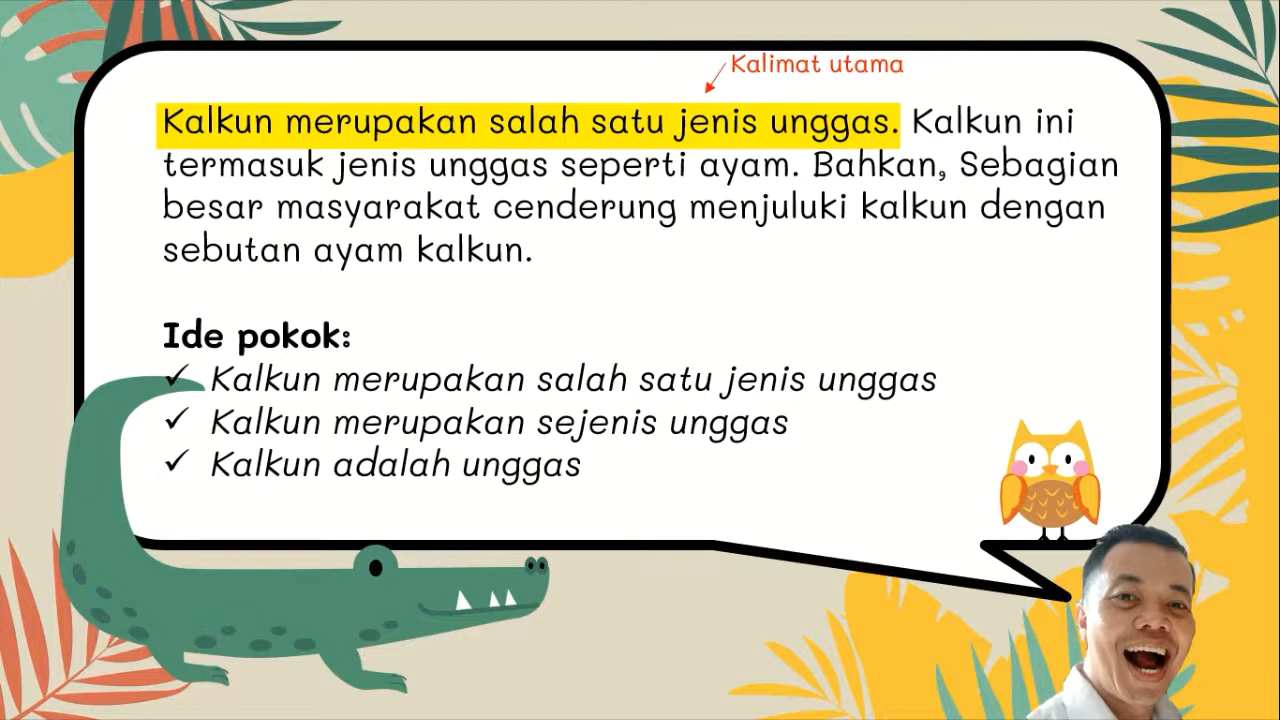 Kalimat utama
Kalkun merupakan salah satu jenis unggas. Kalkun ini
termasuk jenis unggas seperti ayam. Bahkan, Sebagian
besar masyarakat cenderung menjuluki kalkun dengan
sebutan ayam kalkun.
Ide pokok:
✓ Kalkun merupakan salah satu jenis unggas
✓ Kalkun merupakan sejenis unggas
✓ Kalkun adalah unggas